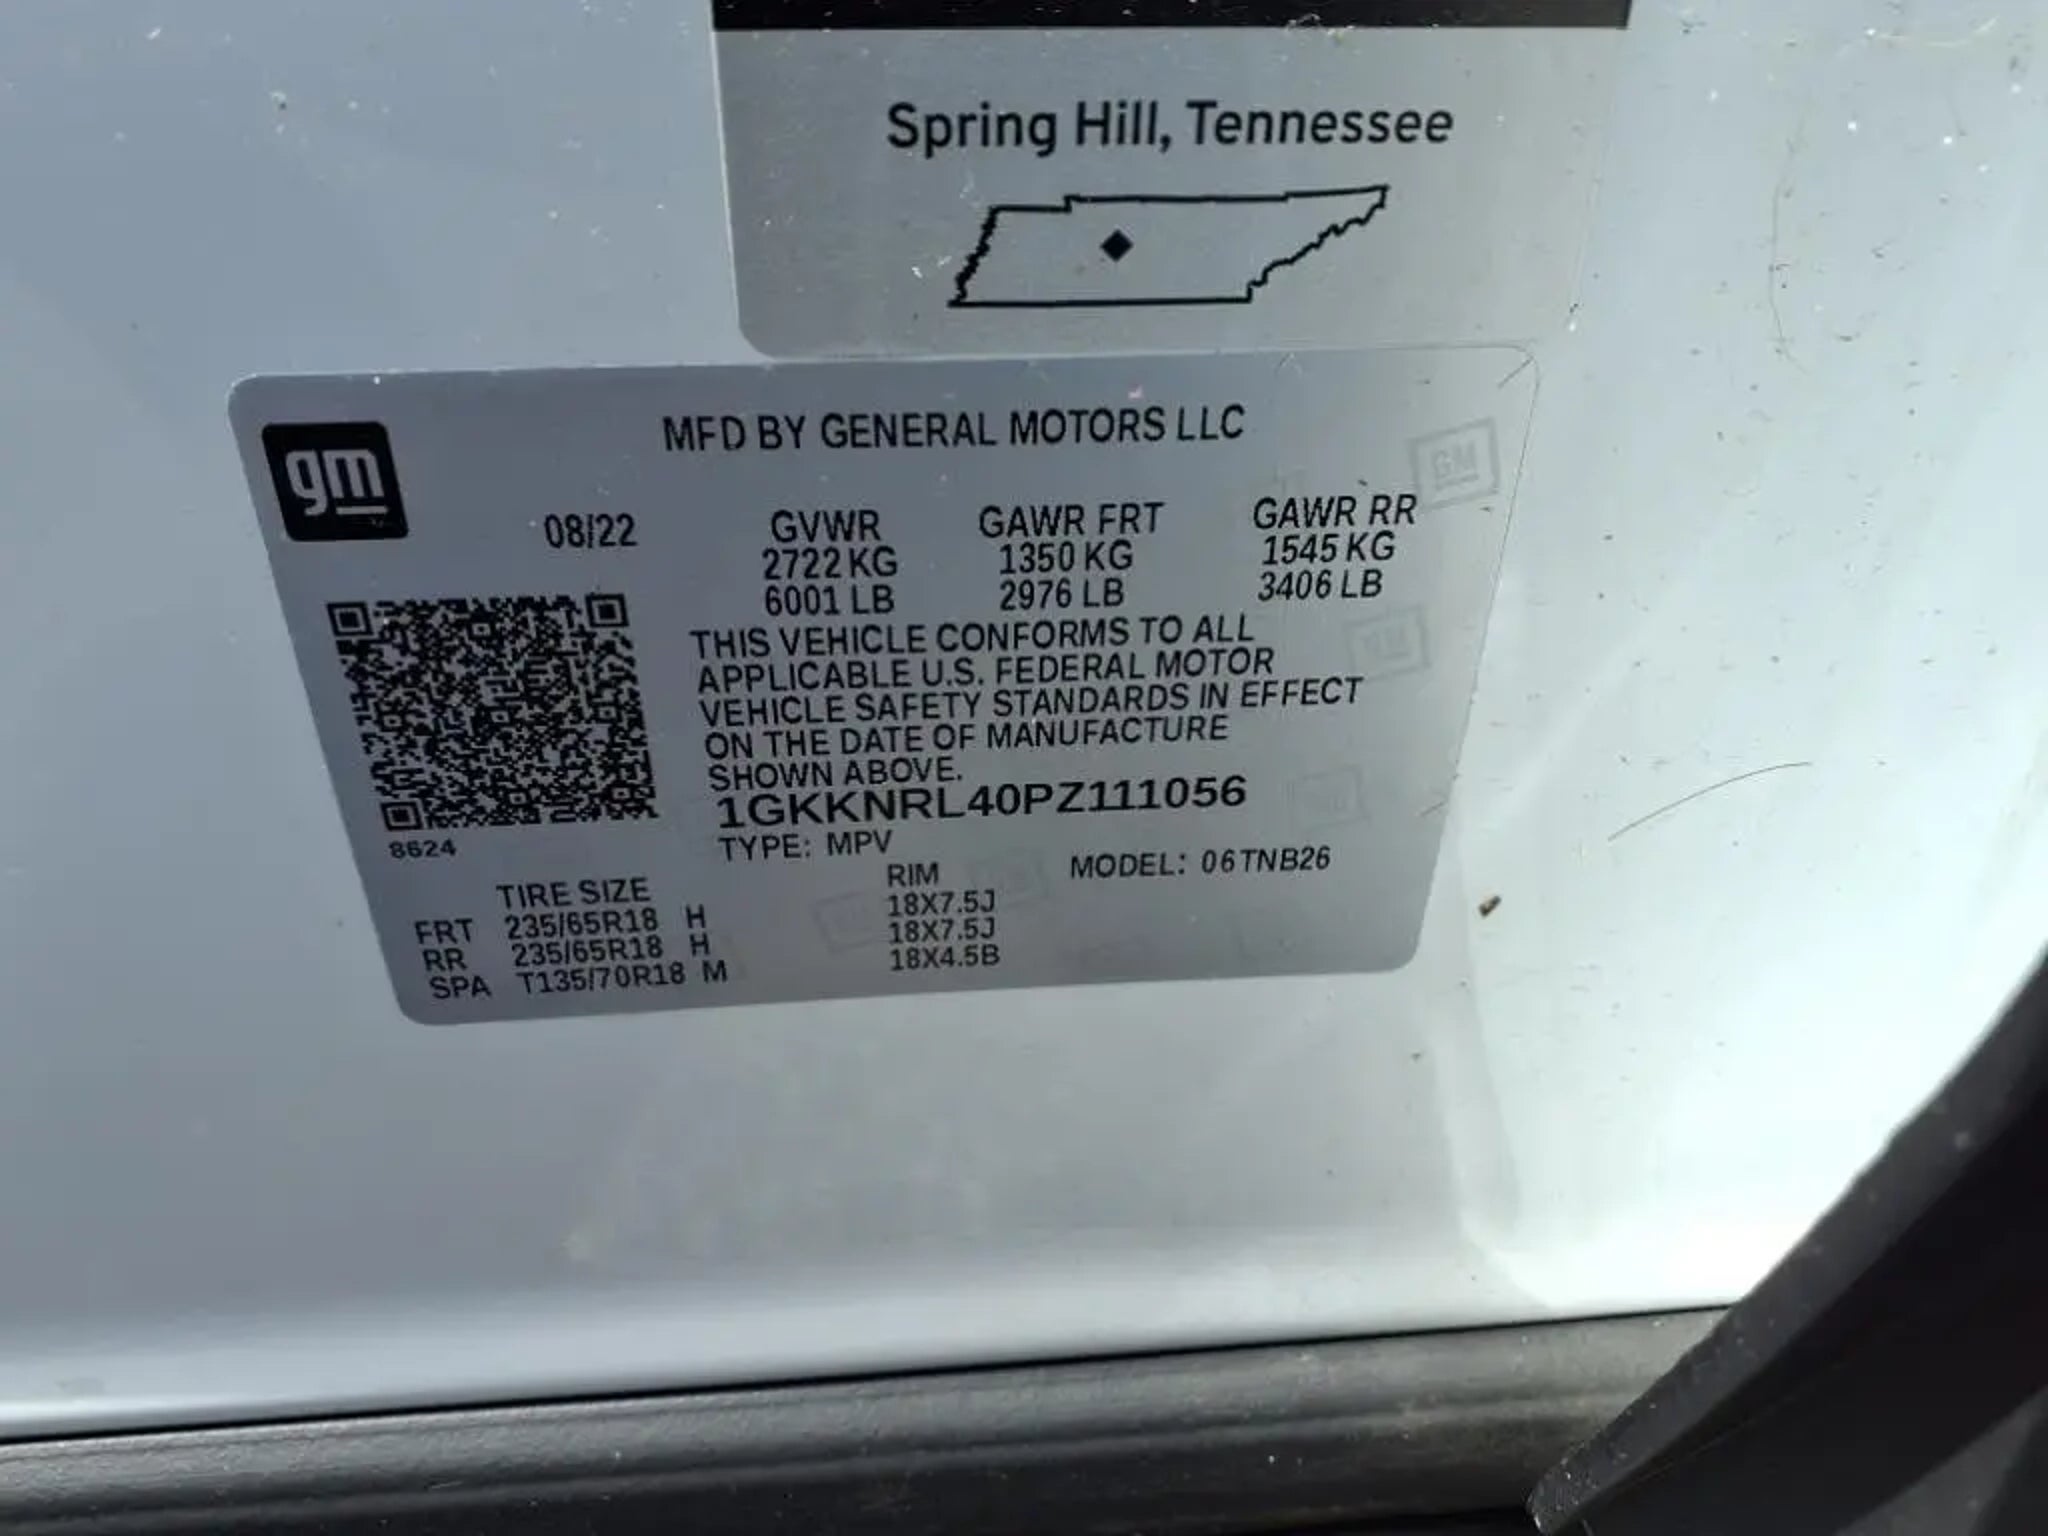 Spring Hill, Tennessee
gm
MFD BY GENERAL MOTORS LLC
GM
08/22
GVWR GAWR FRT GAWR RR
2722 KG 1350 KG 1545 KG
6001 LB 2976 LB 3406 LB
THIS VEHICLE CONFORMS TO ALL
APPLICABLE U.S. FEDERAL MOTOR
VEHICLE SAFETY STANDARDS IN EFFECT
ON THE DATE OF MANUFACTURE
SHOWN ABOVE.
1GKKNRL40PZ111056
8624
TYPE: MPV
MODEL: 06TNB26
TIRE SIZE RIM
FRT 235/65R18 H 18X7.5J
RR 235/65R18 H 18X7.5J
SPA T135/70R18 M 18X4.5B